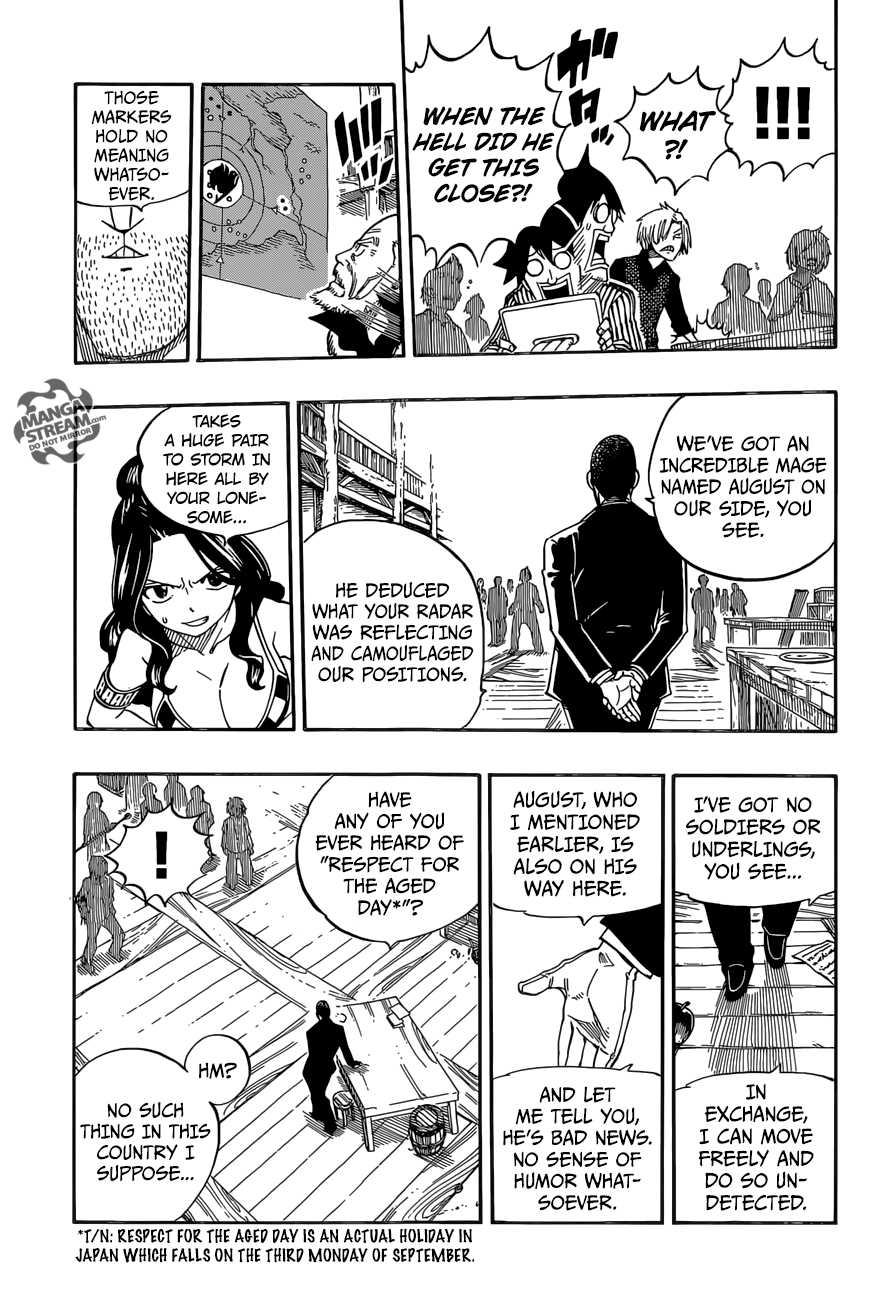 !!!
WHAT
?!
WHEN THE
HELL DID HE
GET THIS
CLOSE?!
ガタッ
!!!
THOSE
MARKERS
HOLD NO
MEANING
WHATSO-
EVER.
WE'VE GOT AN
INCREDIBLE MAGE
NAMED AUGUST ON
OUR SIDE, YOU
SEE.
HE DEDUCED
WHAT YOUR RADAR
WAS REFLECTING
AND CAMOUFLAGED
OUR POSITIONS.
TAKES
A HUGE PAIR
TO STORM IN
HERE ALL BY
YOUR LONE-
SOME...
MANGA
STREAM.com
DO NOT MIRROR
I'VE GOT NO
SOLDIERS OR
UNDERLINGS,
YOU SEE...
IN
EXCHANGE,
I CAN MOVE
FREELY AND
DO SO UN-
DETECTED.
AUGUST, WHO
I MENTIONED
EARLIER, IS
ALSO ON HIS
WAY HERE.
AND LET
ME TELL YOU,
HE'S BAD NEWS.
NO SENSE OF
HUMOR WHAT-
SOEVER.
HAVE
ANY OF YOU
EVER HEARD OF
"RESPECT FOR
THE AGED
DAY*"?
!
HM?
NO SUCH
THING IN THIS
COUNTRY I
SUPPOSE...
*T/N: RESPECT FOR THE AGED DAY IS AN ACTUAL HOLIDAY IN
JAPAN WHICH FALLS ON THE THIRD MONDAY OF SEPTEMBER.